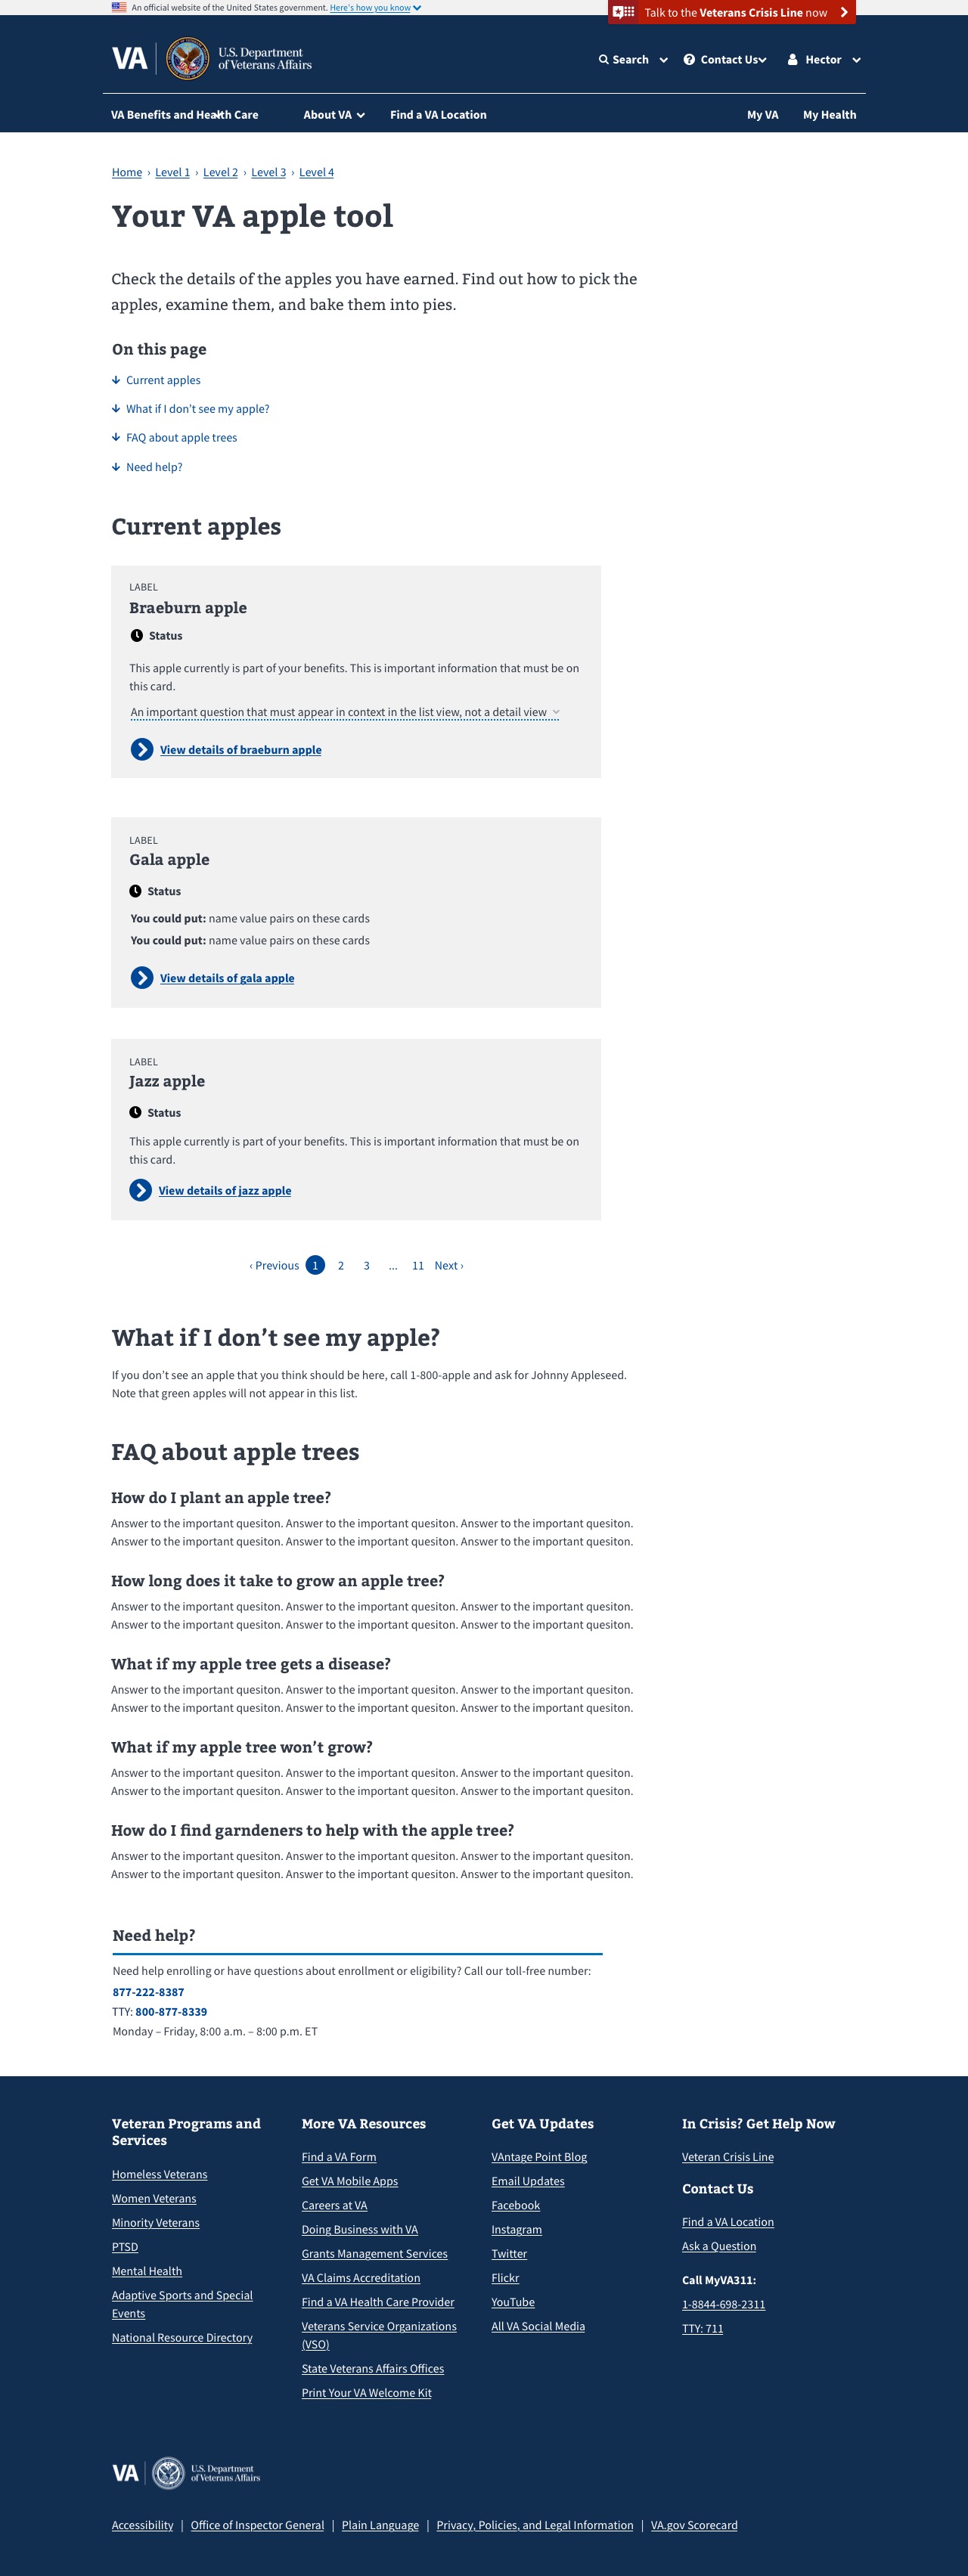 An official website of the United States government. Here's how you know
Talk to the Veterans Crisis Line now
VA
U.S. Department
of Veterans Affairs
Search
Contact Us
Hector
VA Benefits and Health Care
About VA
Find a VA Location
My VA
My Health
Home › Level 1 › Level 2 › Level 3 › Level 4
Your VA apple tool
Check the details of the apples you have earned. Find out how to pick the
apples, examine them, and bake them into pies.
On this page
Current apples
What if I don't see my apple?
FAQ about apple trees
Need help?
Current apples
LABEL
Braeburn apple
Status
This apple currently is part of your benefits. This is important information that must be on
this card.
An important question that must appear in context in the list view, not a detail view
View details of braeburn apple
LABEL
Gala apple
Status
You could put: name value pairs on these cards
You could put: name value pairs on these cards
View details of gala apple
LABEL
Jazz apple
Status
This apple currently is part of your benefits. This is important information that must be on
this card.
View details of jazz apple
‹ Previous 1 2 3 ... 11 Next ›
What if I don’t see my apple?
If you don’t see an apple that you think should be here, call 1-800-apple and ask for Johnny Appleseed.
Note that green apples will not appear in this list.
FAQ about apple trees
How do I plant an apple tree?
Answer to the important quesiton. Answer to the important quesiton. Answer to the important quesiton.
Answer to the important quesiton. Answer to the important quesiton. Answer to the important quesiton.
How long does it take to grow an apple tree?
Answer to the important quesiton. Answer to the important quesiton. Answer to the important quesiton.
Answer to the important quesiton. Answer to the important quesiton. Answer to the important quesiton.
What if my apple tree gets a disease?
Answer to the important quesiton. Answer to the important quesiton. Answer to the important quesiton.
Answer to the important quesiton. Answer to the important quesiton. Answer to the important quesiton.
What if my apple tree won’t grow?
Answer to the important quesiton. Answer to the important quesiton. Answer to the important quesiton.
Answer to the important quesiton. Answer to the important quesiton. Answer to the important quesiton.
How do I find garndeners to help with the apple tree?
Answer to the important quesiton. Answer to the important quesiton. Answer to the important quesiton.
Answer to the important quesiton. Answer to the important quesiton. Answer to the important quesiton.
Need help?
Need help enrolling or have questions about enrollment or eligibility? Call our toll-free number:
877-222-8387
TTY: 800-877-8339
Monday – Friday, 8:00 a.m. – 8:00 p.m. ET
Veteran Programs and
Services
Homeless Veterans
Women Veterans
Minority Veterans
PTSD
Mental Health
Adaptive Sports and Special
Events
National Resource Directory
More VA Resources
Find a VA Form
Get VA Mobile Apps
Careers at VA
Doing Business with VA
Grants Management Services
VA Claims Accreditation
Find a VA Health Care Provider
Veterans Service Organizations
(VSO)
State Veterans Affairs Offices
Print Your VA Welcome Kit
Get VA Updates
VAntage Point Blog
Email Updates
Facebook
Instagram
Twitter
Flickr
YouTube
All VA Social Media
In Crisis? Get Help Now
Veteran Crisis Line
Contact Us
Find a VA Location
Ask a Question
Call MyVA311:
1-8844-698-2311
TTY: 711
VA
U.S. Department
of Veterans Affairs
Accessibility | Office of Inspector General | Plain Language | Privacy, Policies, and Legal Information | VA.gov Scorecard